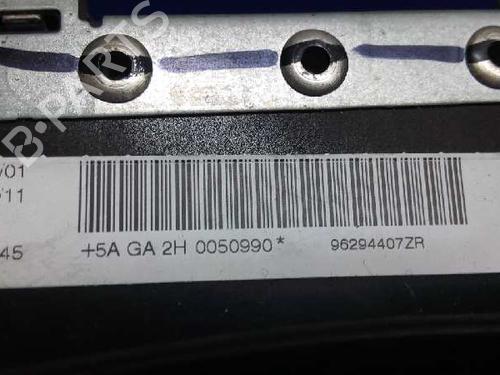 B-PARTS
/01
'11
45
+5A GA 2H 0050990*
96294407ZR